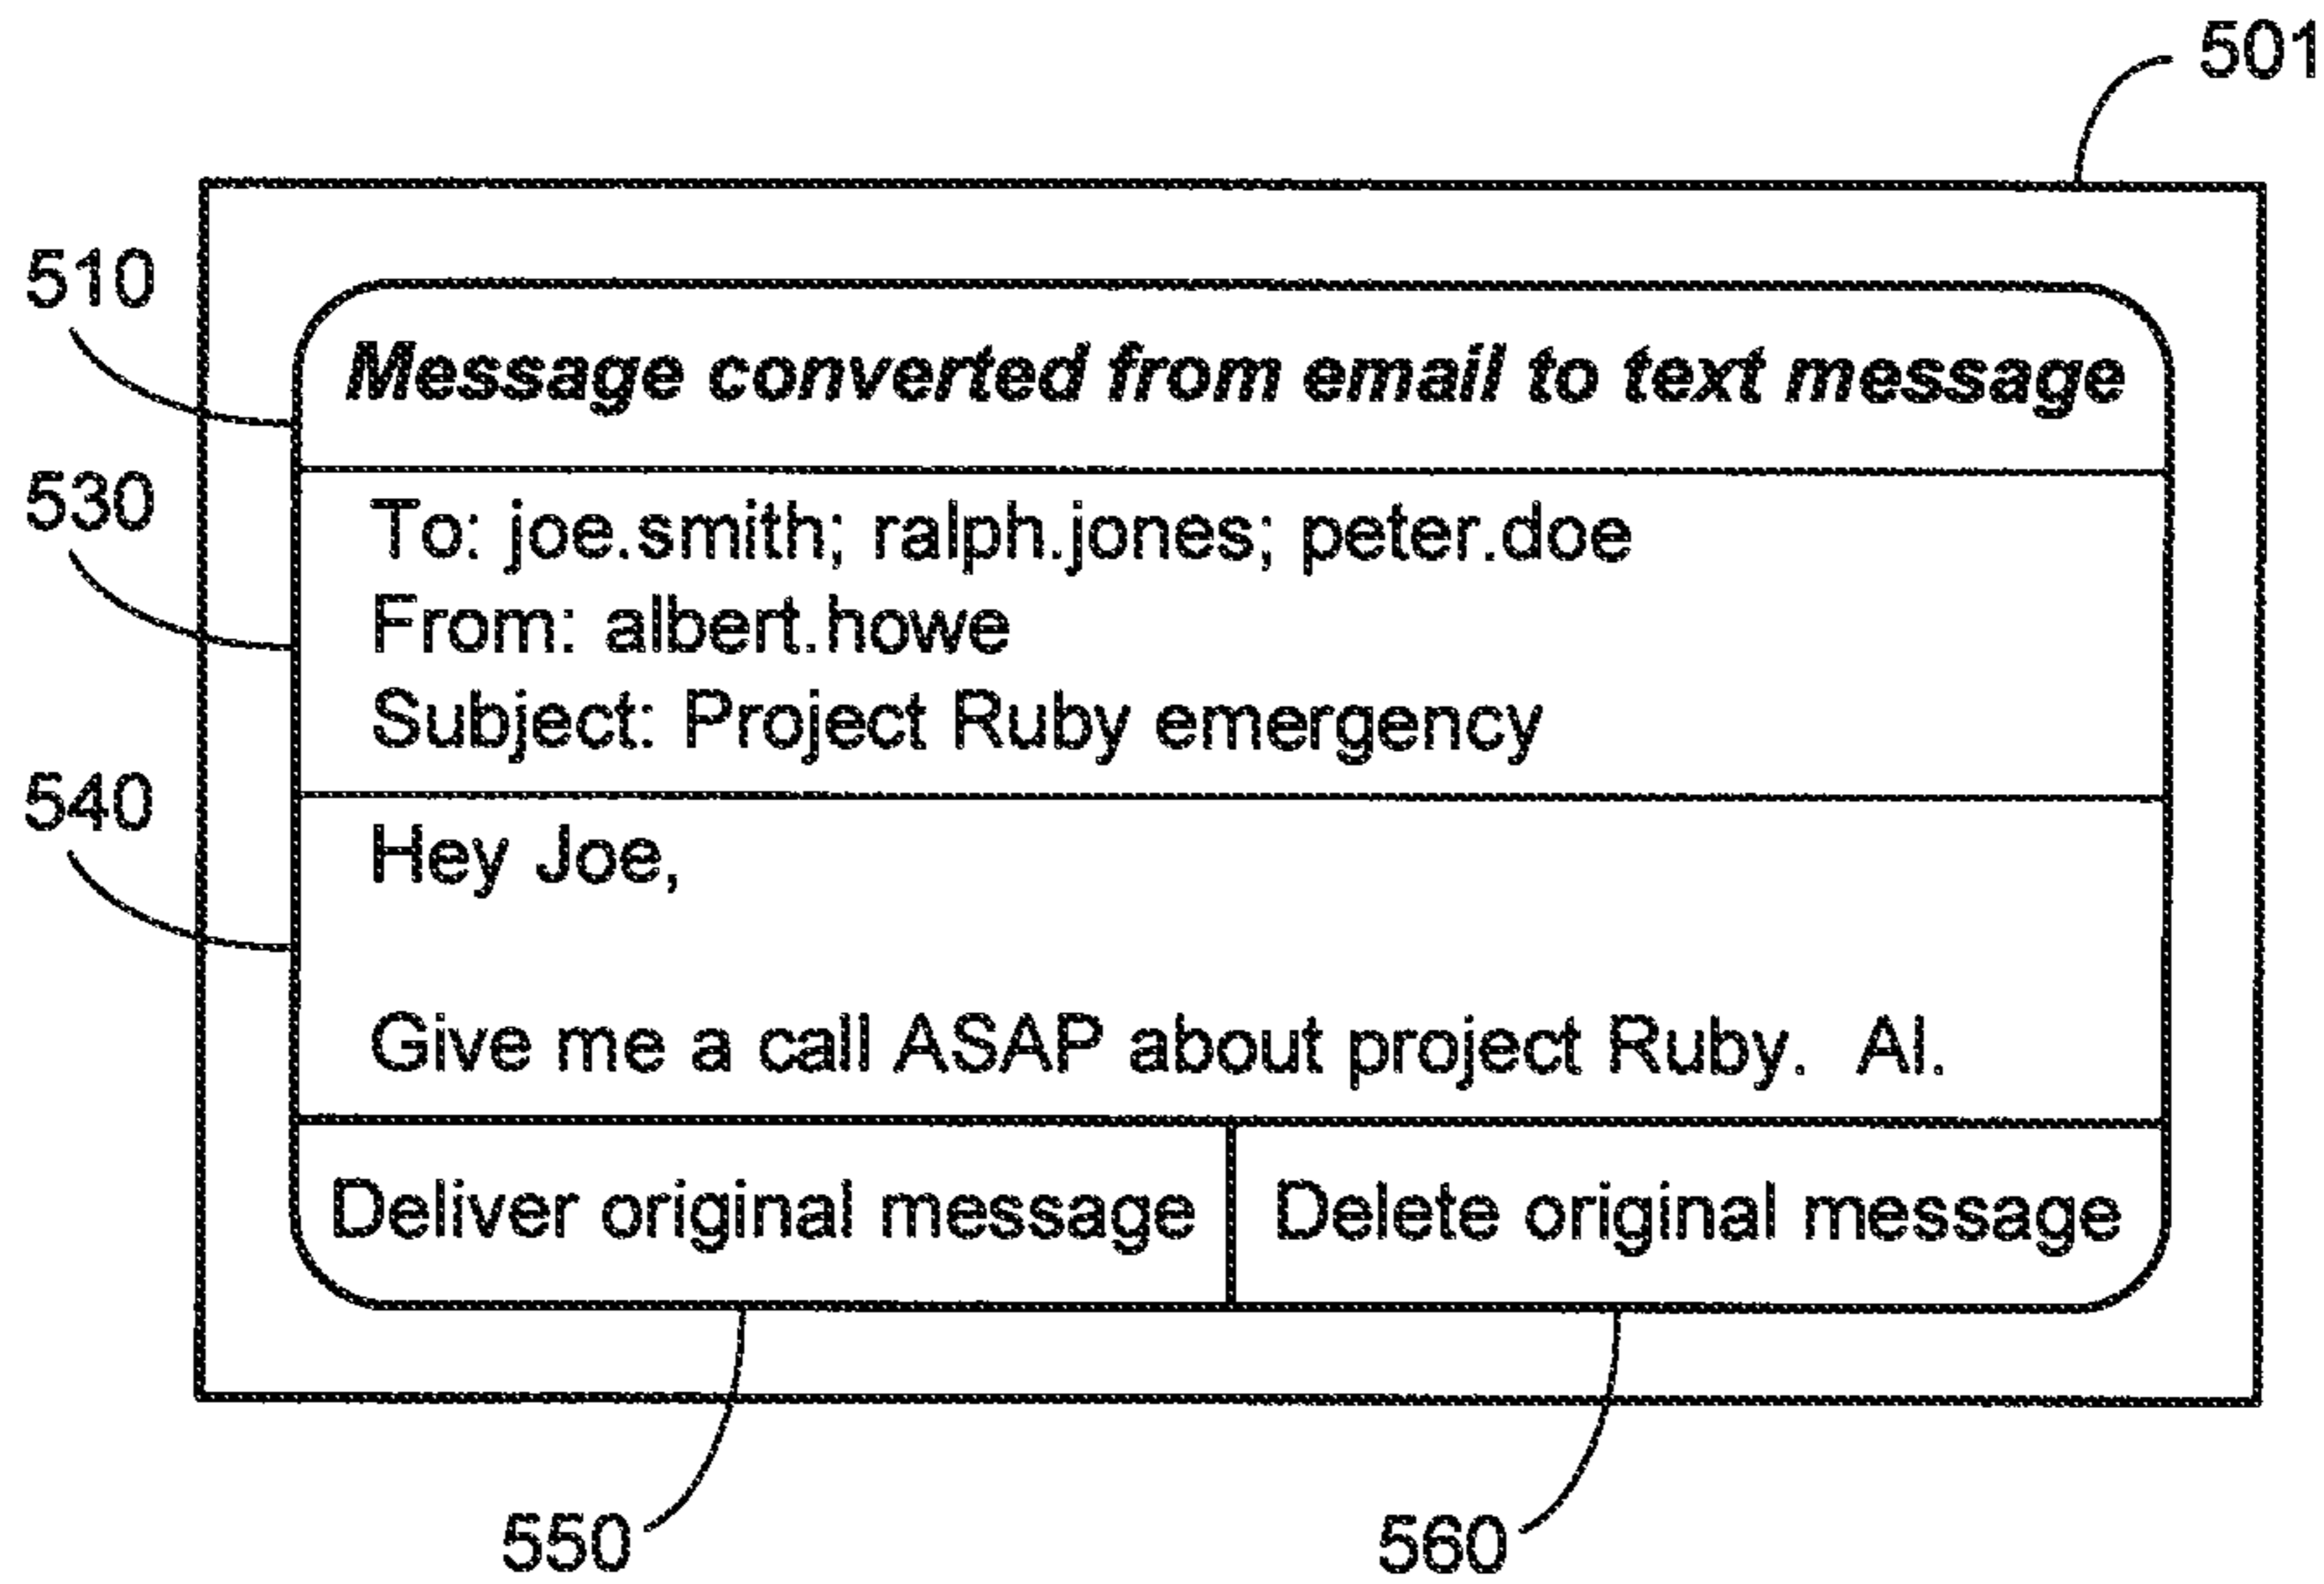 501
510
Message converted from email to text message
530
To: joe.smith; ralph.jones; peter.doe
From: albert.howe
Subject: Project Ruby emergency
540
Hey Joe,
Give me a call ASAP about project Ruby.  Al.
Deliver original message
Delete original message
550
560